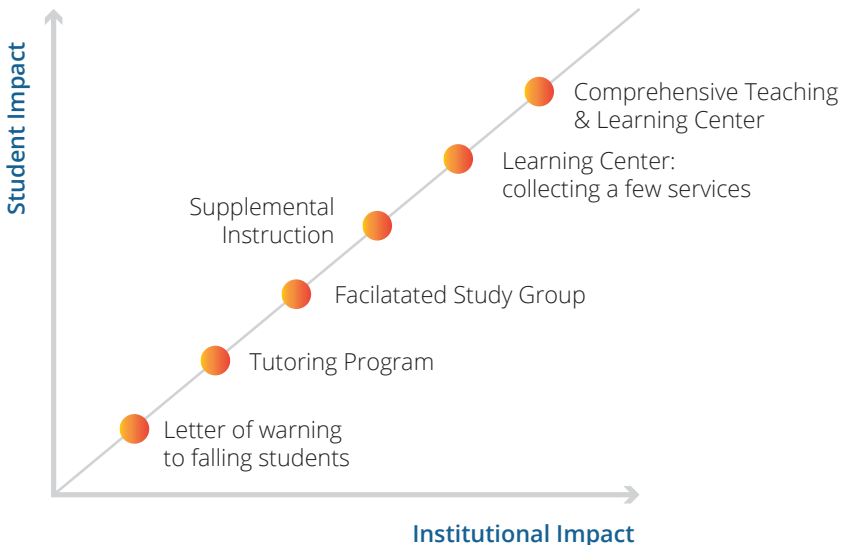 Student Impact
Comprehensive Teaching
& Learning Center
Learning Center:
collecting a few services
Supplemental
Instruction
Facilatated Study Group
Tutoring Program
Letter of warning
to falling students
Institutional Impact